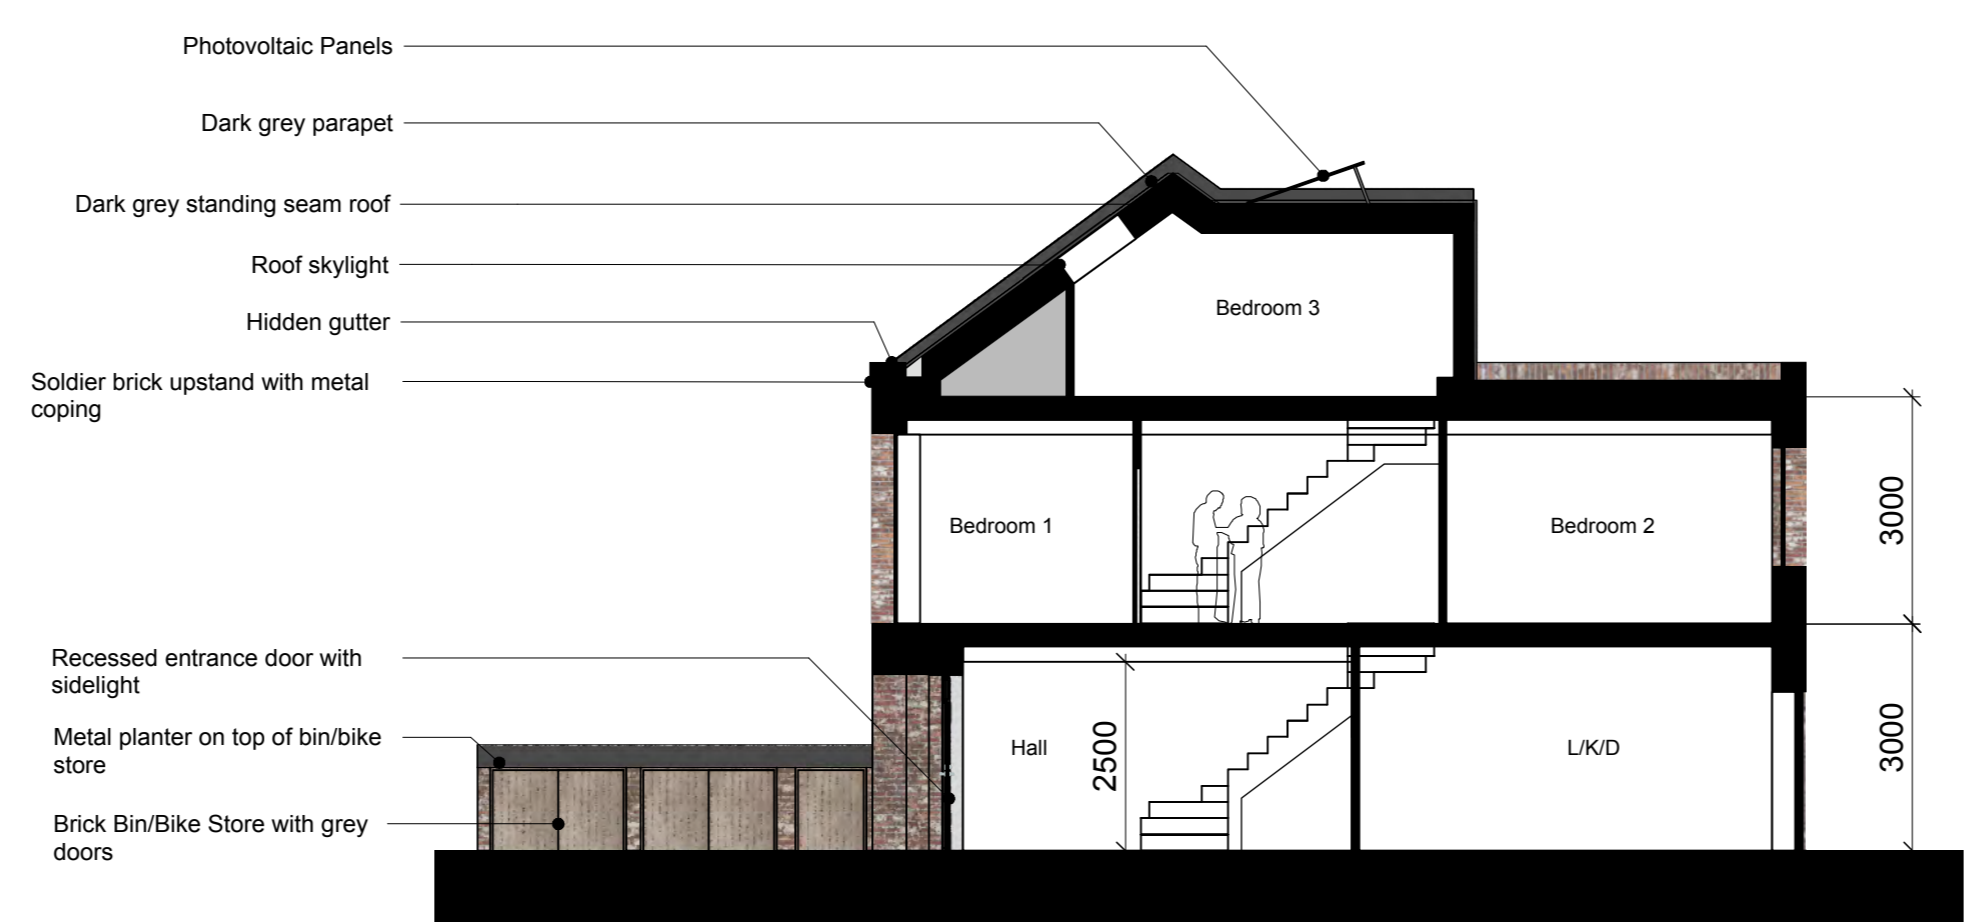 Photovoltaic Panels
Dark grey parapet
Dark grey standing seam roof
Roof skylight
Hidden gutter
Soldier brick upstand with metal
coping
Bedroom 3
Bedroom 1
Bedroom 2
3000
Recessed entrance door with
sidelight
Metal planter on top of bin/bike
store
Brick Bin/Bike Store with grey
doors
Hall
2500
L/K/D
3000